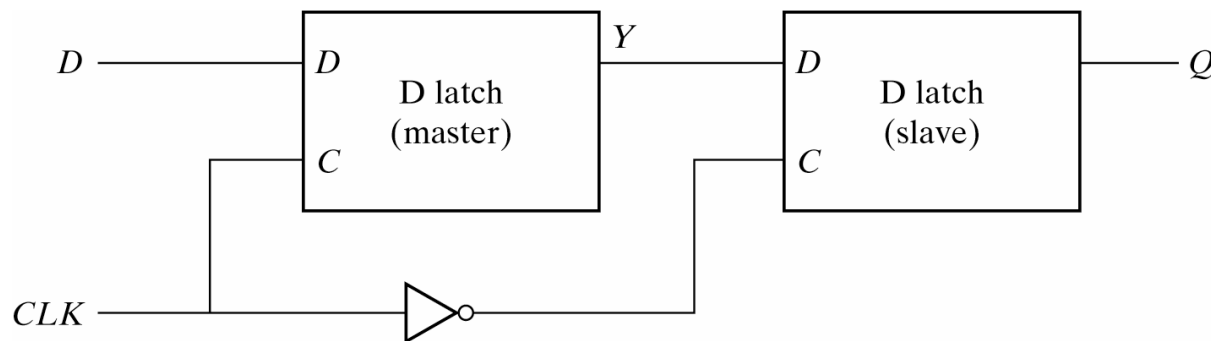 Y
D
D
D
Q
D latch
(master)
D latch
(slave)
C
C
CLK